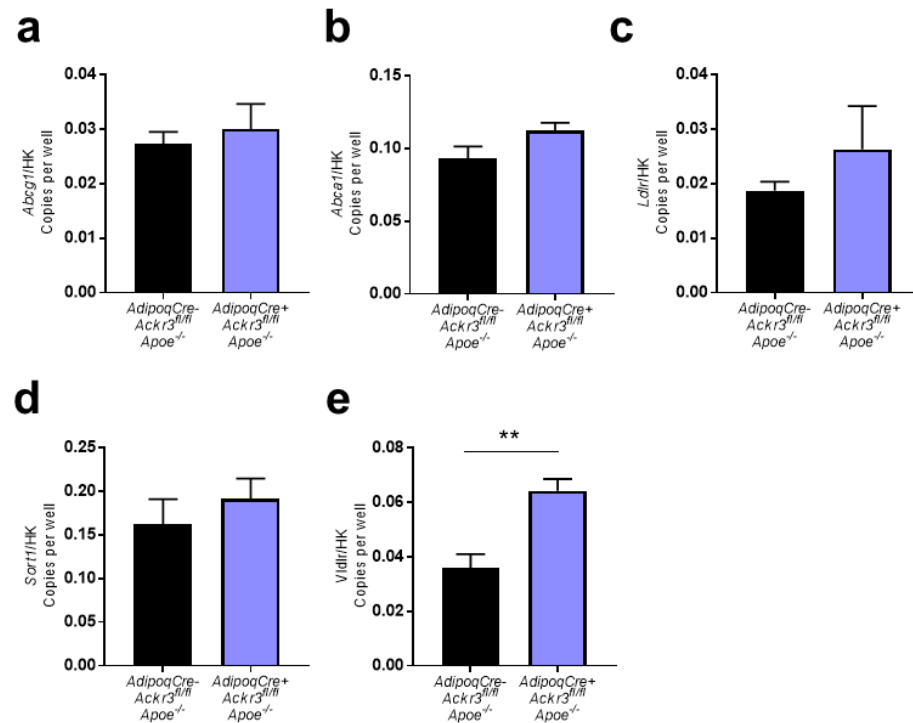 a
b
c
Abcg1/HK
Copies per well
0.04
0.03
0.02
0.01
0.00
AdipoqCre-
Ackr3fl/fl
Apoe-/-
AdipoqCre+
Ackr3fl/fl
Apoe-/-
Abca1/HK
Copies per well
0.15
0.10
0.05
0.00
AdipoqCre-
Ackr3fl/fl
Apoe-/-
AdipoqCre+
Ackr3fl/fl
Apoe-/-
Ldlr/HK
Copies per well
0.04
0.03
0.02
0.01
0.00
AdipoqCre-
Ackr3fl/fl
Apoe-/-
AdipoqCre+
Ackr3fl/fl
Apoe-/-
d
e
Sort1/HK
Copies per well
0.25
0.20
0.15
0.10
0.05
0.00
AdipoqCre-
Ackr3fl/fl
Apoe-/-
AdipoqCre+
Ackr3fl/fl
Apoe-/-
Vldlr/HK
Copies per well
0.08
0.06
0.04
0.02
0.00
**
AdipoqCre-
Ackr3fl/fl
Apoe-/-
AdipoqCre+
Ackr3fl/fl
Apoe-/-